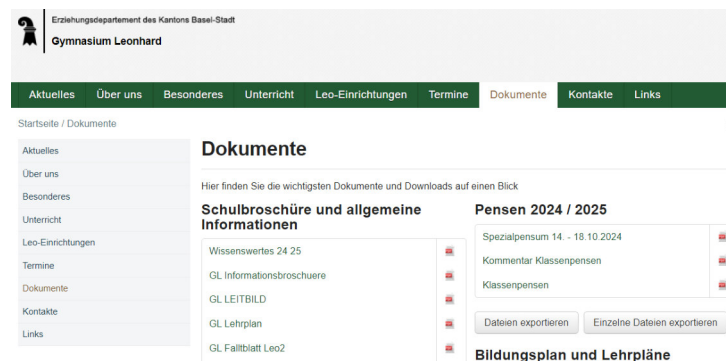 Erziehungsdepartement des Kantons Basel-Stadt
Gymnasium Leonhard
Aktuelles Über uns Besonderes Unterricht Leo-Einrichtungen Termine Dokumente Kontakte Links
Startseite / Dokumente
Aktuelles
Über uns
Besonderes
Unterricht
Leo-Einrichtungen
Termine
Dokumente
Kontakte
Links
Dokumente
Hier finden Sie die wichtigsten Dokumente und Downloads auf einen Blick
Schulbroschüre und allgemeine
Informationen
Wissenswertes 24 25
GL Informationsbroschuere
GL LEITBILD
GL Lehrplan
GL Faltblatt Leo2
Pensen 2024 / 2025
Spezialpensum 14. - 18.10.2024
Kommentar Klassenpensen
Klassenpensen
Dateien exportieren Einzelne Dateien exportieren
Bildungsplan und Lehrpläne